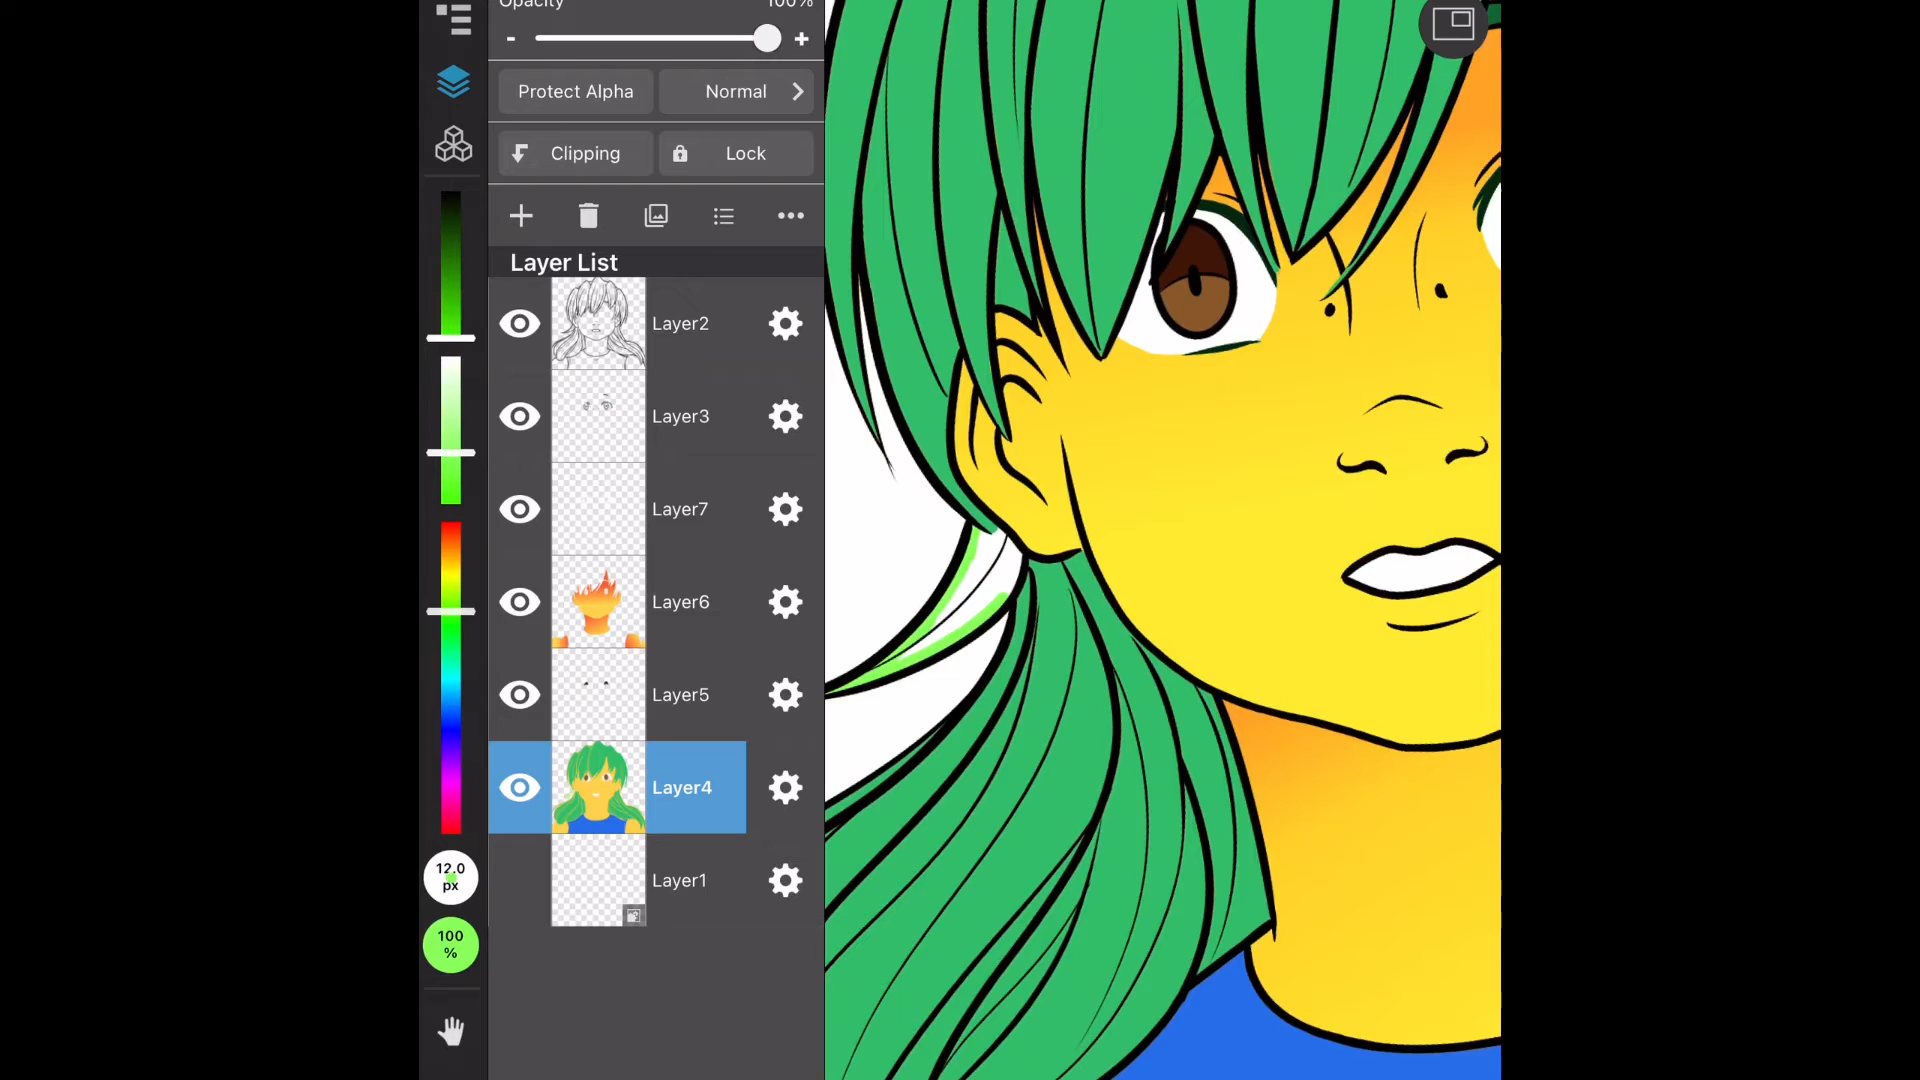 Opacity 100%
- +
Protect Alpha Normal
Clipping Lock
Layer List
Layer2
Layer3
Layer7
Layer6
Layer5
Layer4
Layer1
12.0
px
100
%